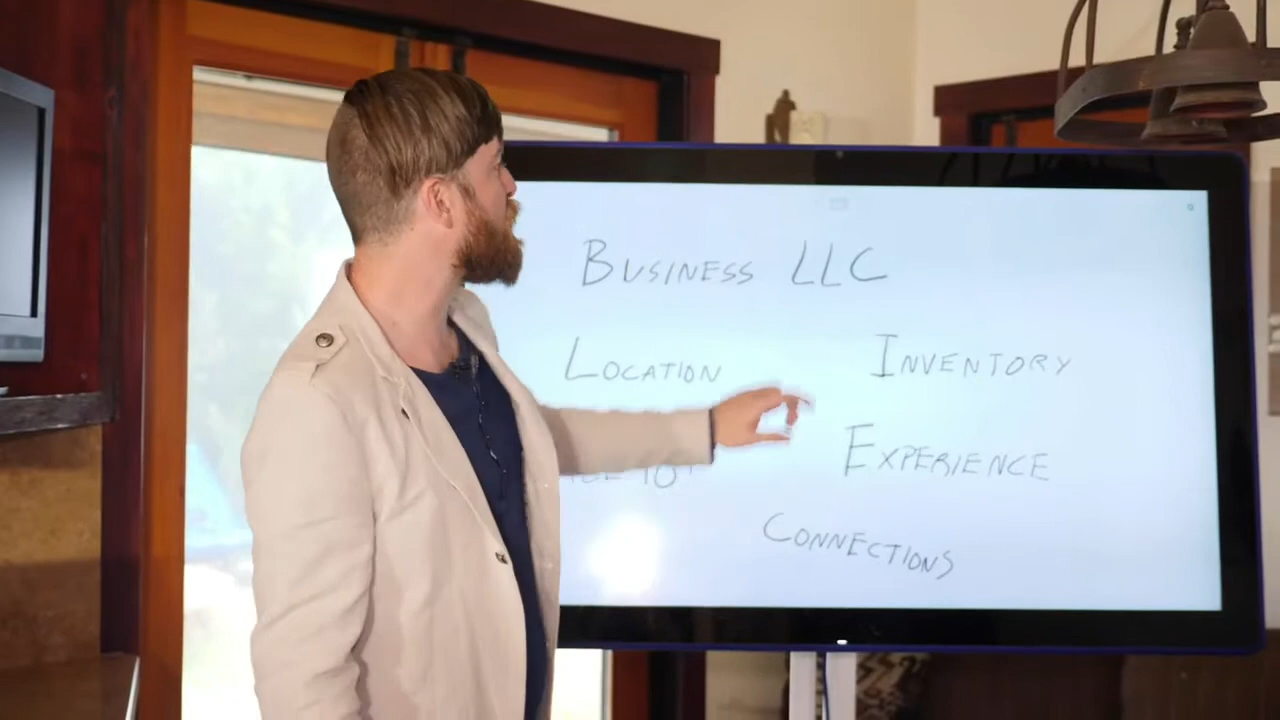 BUSINESS LLC
LOCATION INVENTORY
EXPERIENCE
CONNECTIONS